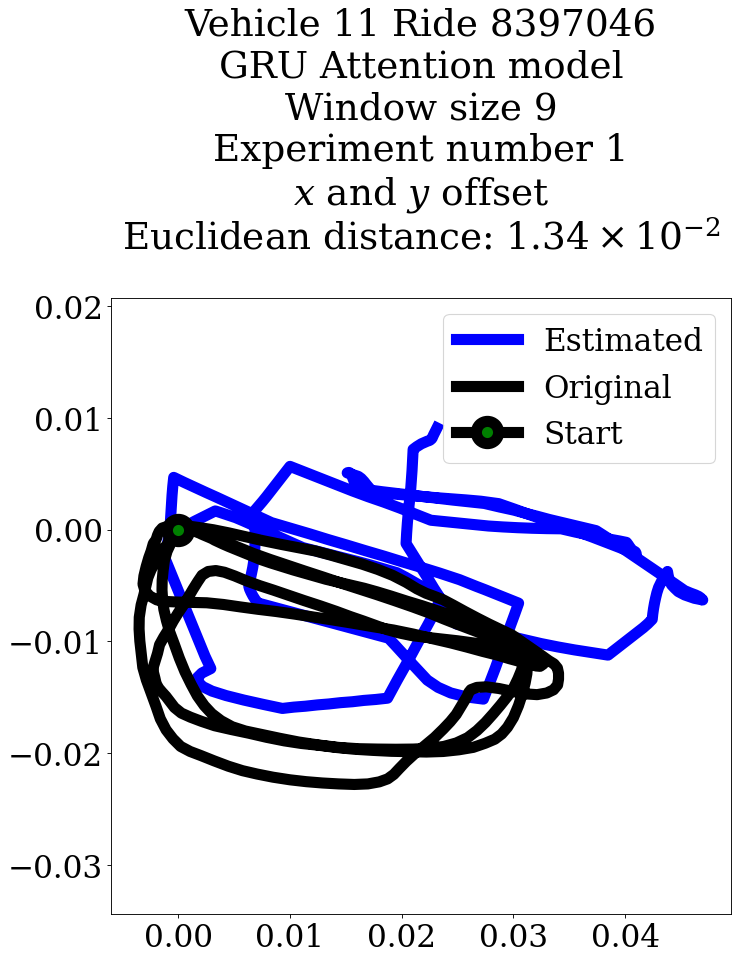 Vehicle 11 Ride 8397046
GRU Attention model
Window size 9
Experiment number 1
x and y offset
Euclidean distance: 1.34 × 10⁻²
Estimated
Original
Start
0.02
0.01
0.00
−0.01
−0.02
−0.03
0.00 0.01 0.02 0.03 0.04